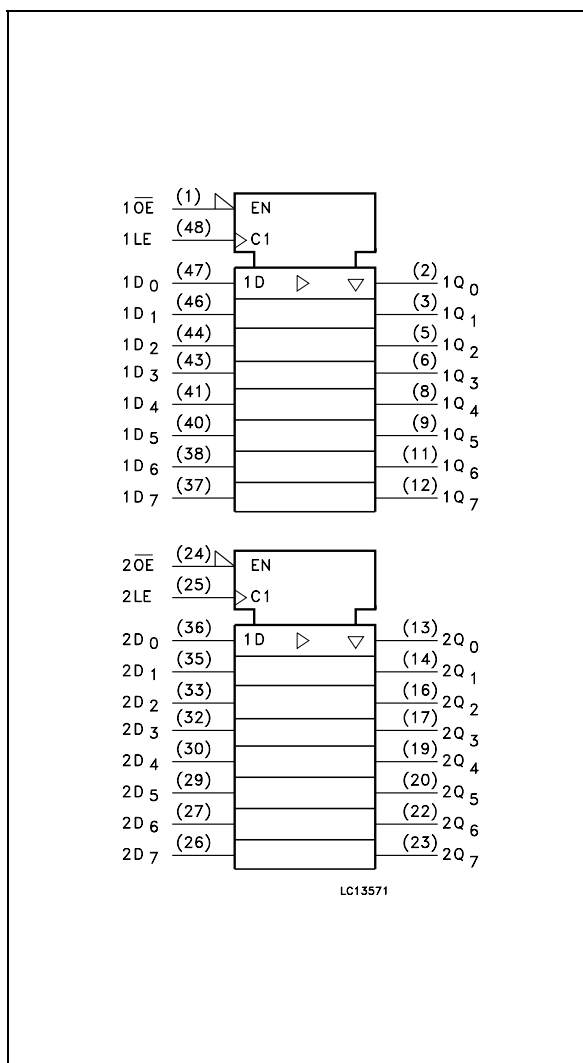 1OE (1) EN
1LE (48) C1
1D0 (47) 1D (2) 1Q0
1D1 (46) (3) 1Q1
1D2 (44) (5) 1Q2
1D3 (43) (6) 1Q3
1D4 (41) (8) 1Q4
1D5 (40) (9) 1Q5
1D6 (38) (11) 1Q6
1D7 (37) (12) 1Q7
2OE (24) EN
2LE (25) C1
2D0 (36) 1D (13) 2Q0
2D1 (35) (14) 2Q1
2D2 (33) (16) 2Q2
2D3 (32) (17) 2Q3
2D4 (30) (19) 2Q4
2D5 (29) (20) 2Q5
2D6 (27) (22) 2Q6
2D7 (26) (23) 2Q7
LC13571